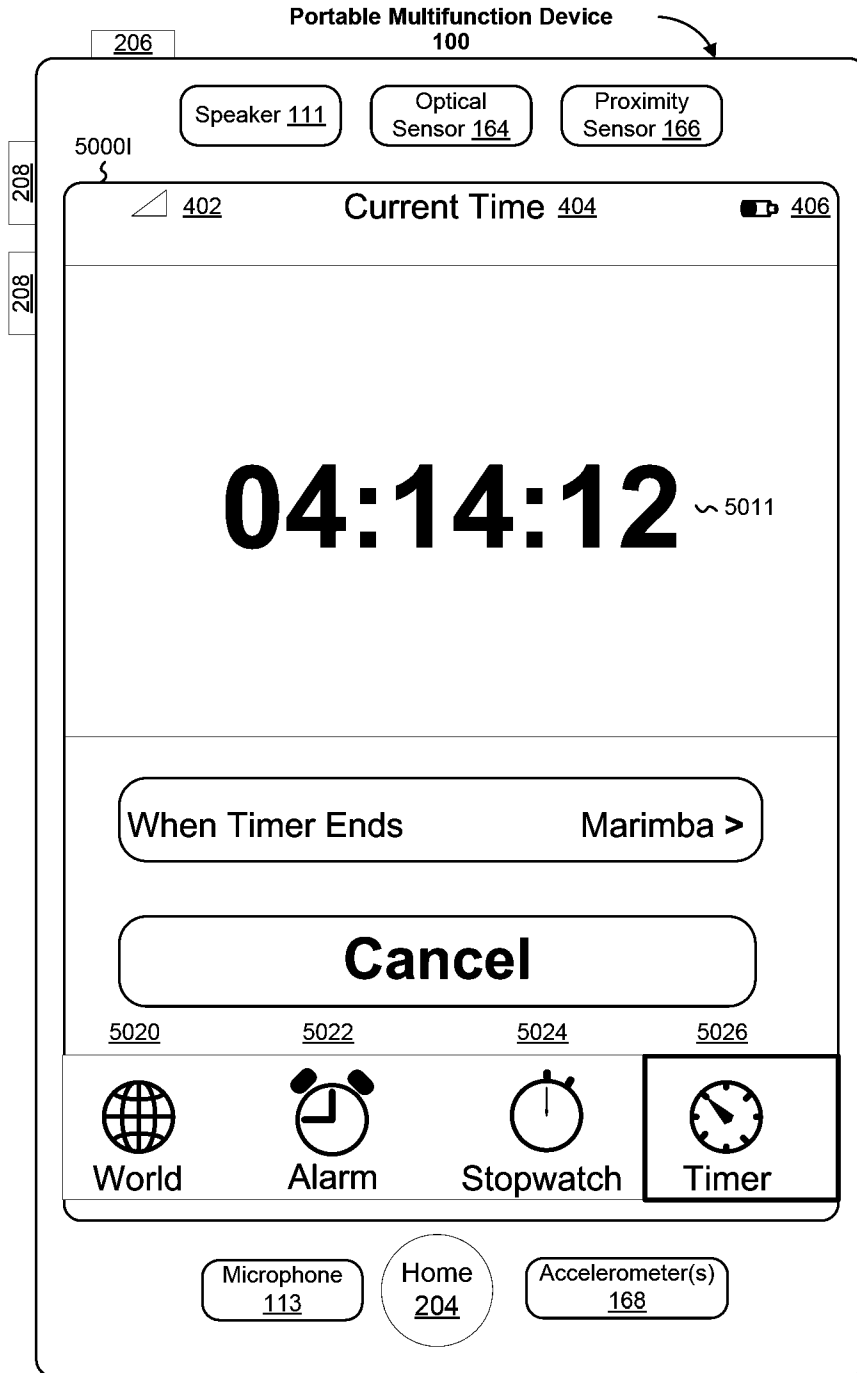 Portable Multifunction Device
100
206
Speaker 111
Optical
Sensor 164
Proximity
Sensor 166
5000I
208
208
402
Current Time 404
406
04:14:12
5011
When Timer Ends
Marimba >
Cancel
5020
5022
5024
5026
World
Alarm
Stopwatch
Timer
Microphone
113
Home
204
Accelerometer(s)
168